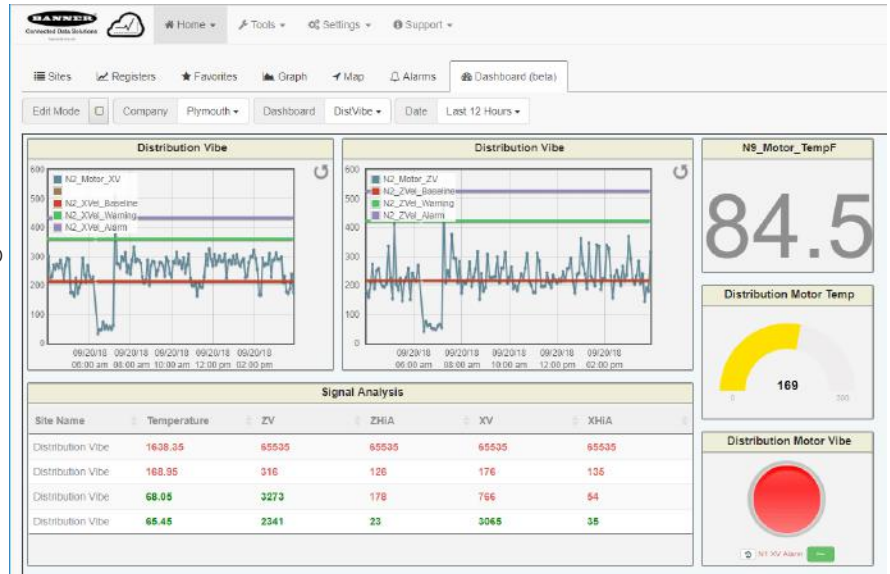 BANNER
Connected Data Solutions
Home Tools Settings Support
Sites Registers Favorites Graph Map Alarms Dashboard (beta)
Edit Mode Company Plymouth Dashboard DistVibe Date Last 12 Hours
Distribution Vibe
600
500
400
300
200
100
0
N2_Motor_XV
N2_XVel_Baseline
N2_XVel_Warning
N2_XVel_Alarm
09/20/18 09/20/18 09/20/18 09/20/18 09/20/18
06:00 am 08:00 am 10:00 am 12:00 pm 02:00 pm
Distribution Vibe
600
500
400
300
200
100
0
N2_Motor_ZV
N2_ZVel_Baseline
N2_ZVel_Warning
N2_ZVel_Alarm
09/20/18 09/20/18 09/20/18 09/20/18 09/20/18
06:00 am 08:00 am 10:00 am 12:00 pm 02:00 pm
N9_Motor_TempF
84.5
Distribution Motor Temp
169
0
Signal Analysis
Site Name Temperature ZV ZHiA XV XHiA
Distribution Vibe 1638.35 65535 65535 65535 65535
Distribution Vibe 168.95 316 126 176 135
Distribution Vibe 68.05 3273 178 766 54
Distribution Vibe 65.45 2341 23 3065 35
Distribution Motor Vibe
N1 XV Alarm